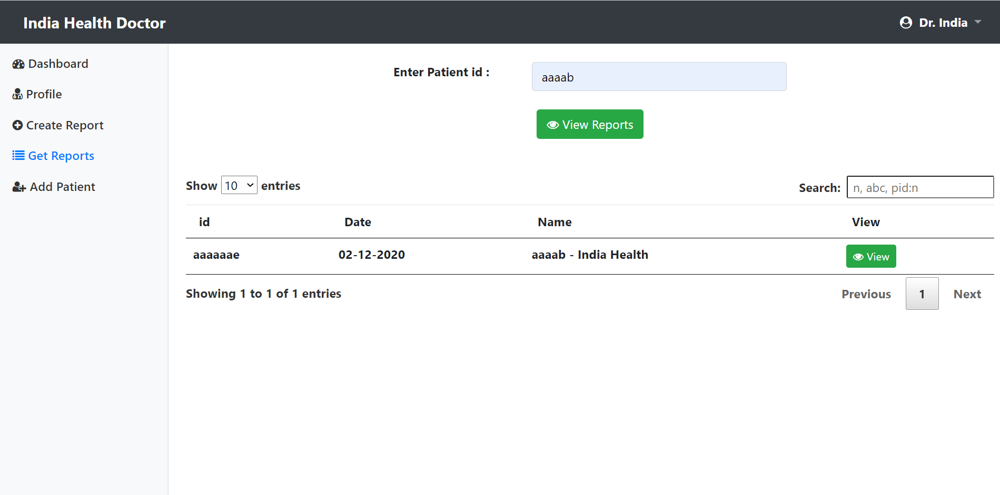 India Health Doctor
Dr. India
Dashboard
Profile
Create Report
Get Reports
Add Patient
Enter Patient id :
aaaab
View Reports
Show 10 entries
Search: n, abc, pid:n
id Date Name View
aaaaaae 02-12-2020 aaaab - India Health View
Showing 1 to 1 of 1 entries
Previous 1 Next